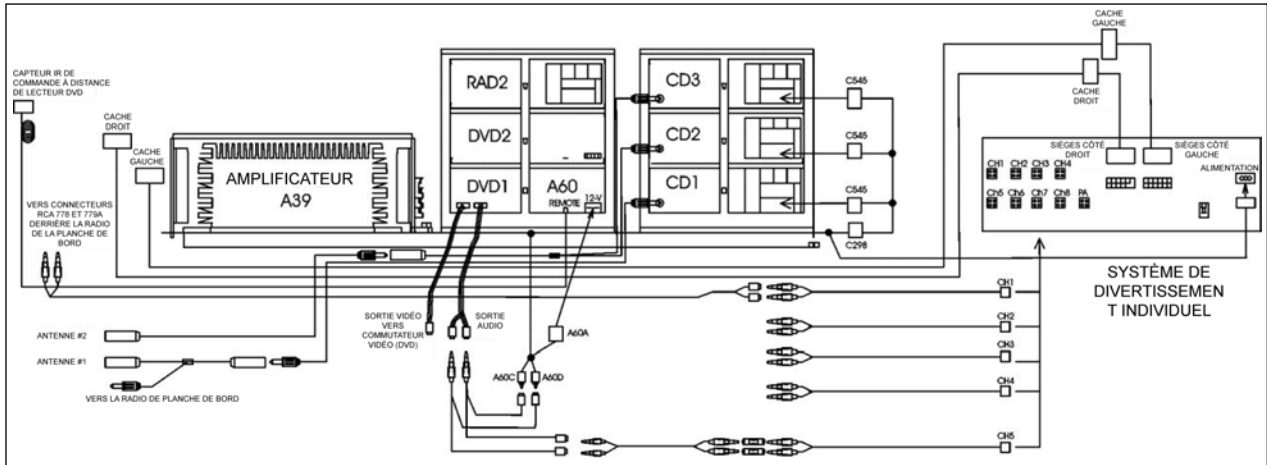 CAPTEUR IR DE
COMMANDE À DISTANCE
DE LECTEUR DVD
CACHE
DROIT
CACHE
GAUCHE
AMPLIFICATEUR
A39
VERS CONNECTEURS
RCA 778 ET 779A
DERRIÈRE LA RADIO
DE LA PLANCHE DE
BORD
ANTENNE #2
ANTENNE #1
VERS LA RADIO DE PLANCHE DE BORD
RAD2
DVD2
DVD1
A60
REMOTE
12-V
SORTIE VIDÉO
VERS
COMMUTATEUR
VIDÉO (DVD)
SORTIE
AUDIO
A60A
A60C
A60D
CD3
CD2
CD1
C545
C545
C545
C298
CACHE
GAUCHE
CACHE
DROIT
SIÈGES CÔTÉ
DROIT
SIÈGES CÔTÉ
GAUCHE
ALIMENTATION
CH1 CH2 CH3 CH4
Ch5 Ch6 Ch7 Ch8 PA
SYSTÈME DE
DIVERTISSEMEN
T INDIVIDUEL
CH1
CH2
CH3
CH4
CH5